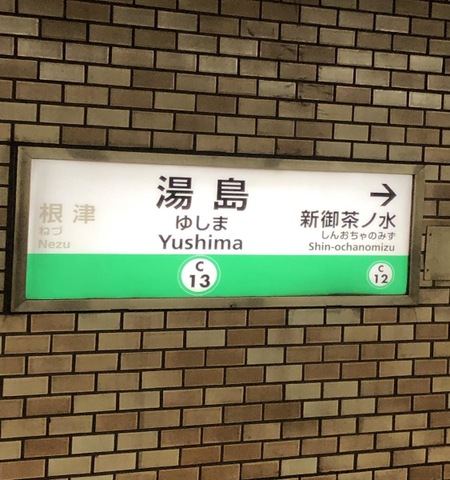 湯島
ゆしま
Yushima
C
13
根津
ねづ
Nezu
→
新御茶ノ水
しんおちゃのみず
Shin-ochanomizu
C
12